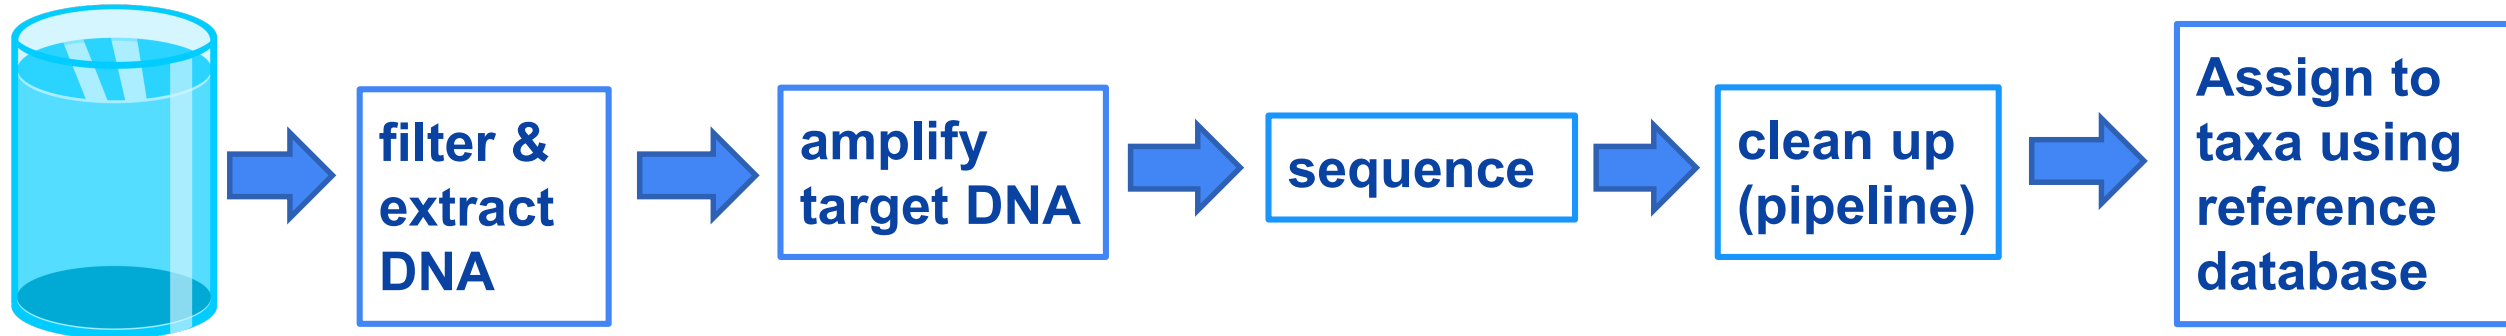 filter &
extract
DNA
amplify
target DNA
sequence
clean up
(pipeline)
Assign to
taxa using
reference
database